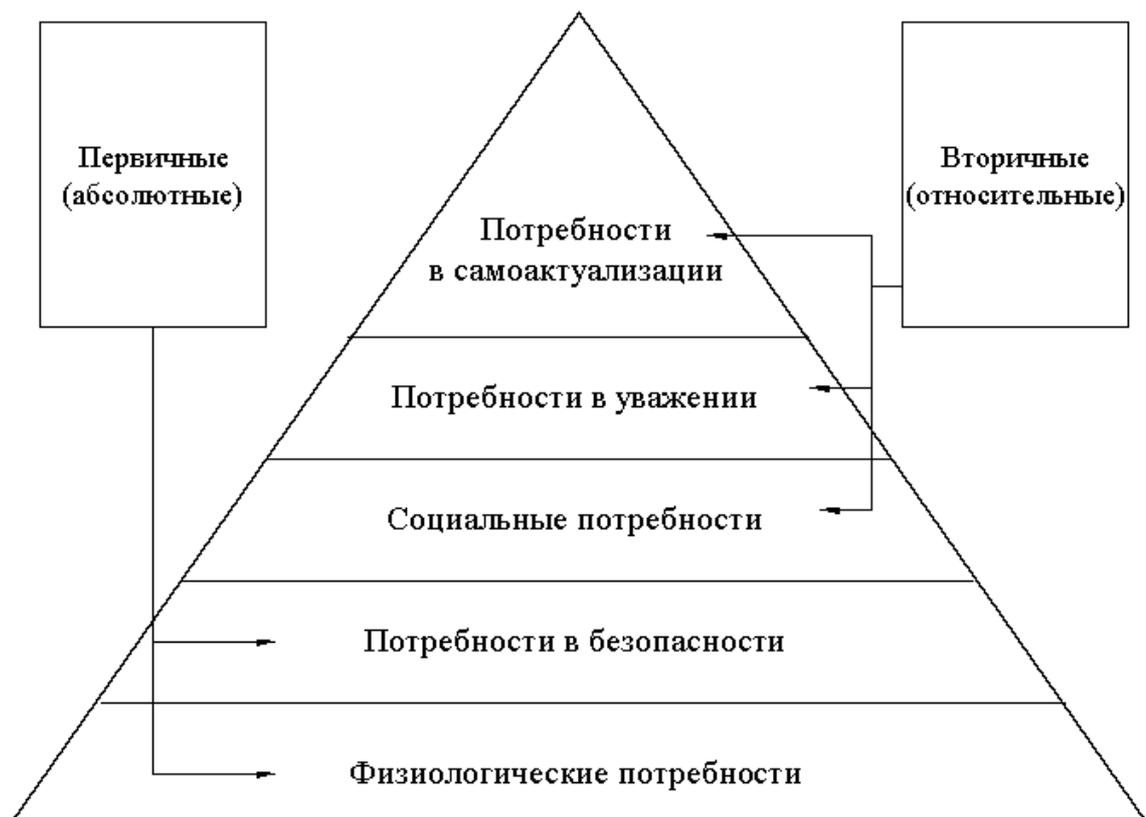 Первичные
(абсолютные)
Вторичные
(относительные)
Потребности
в самоактуализации
Потребности в уважении
Социальные потребности
Потребности в безопасности
Физиологические потребности